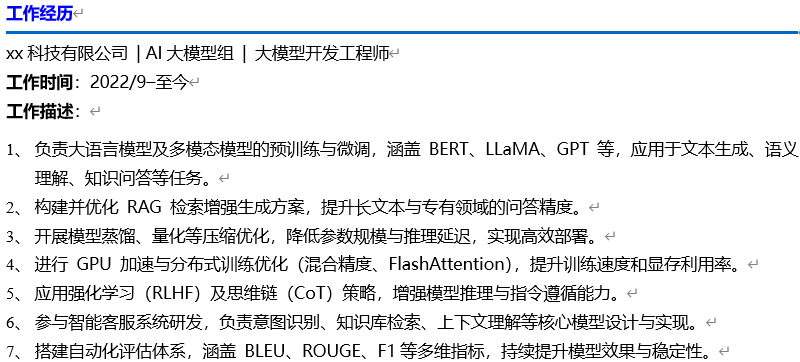 工作经历
xx 科技有限公司 | AI 大模型组 | 大模型开发工程师
工作时间：2022/9–至今
工作描述：
1、 负责大语言模型及多模态模型的预训练与微调，涵盖 BERT、LLaMA、GPT 等，应用于文本生成、语义
理解、知识问答等任务。
2、 构建并优化 RAG 检索增强生成方案，提升长文本与专有领域的问答精度。
3、 开展模型蒸馏、量化等压缩优化，降低参数规模与推理延迟，实现高效部署。
4、 进行 GPU 加速与分布式训练优化（混合精度、FlashAttention），提升训练速度和显存利用率。
5、 应用强化学习（RLHF）及思维链（CoT）策略，增强模型推理与指令遵循能力。
6、 参与智能客服系统研发，负责意图识别、知识库检索、上下文理解等核心模型设计与实现。
7、 搭建自动化评估体系，涵盖 BLEU、ROUGE、F1 等多维指标，持续提升模型效果与稳定性。